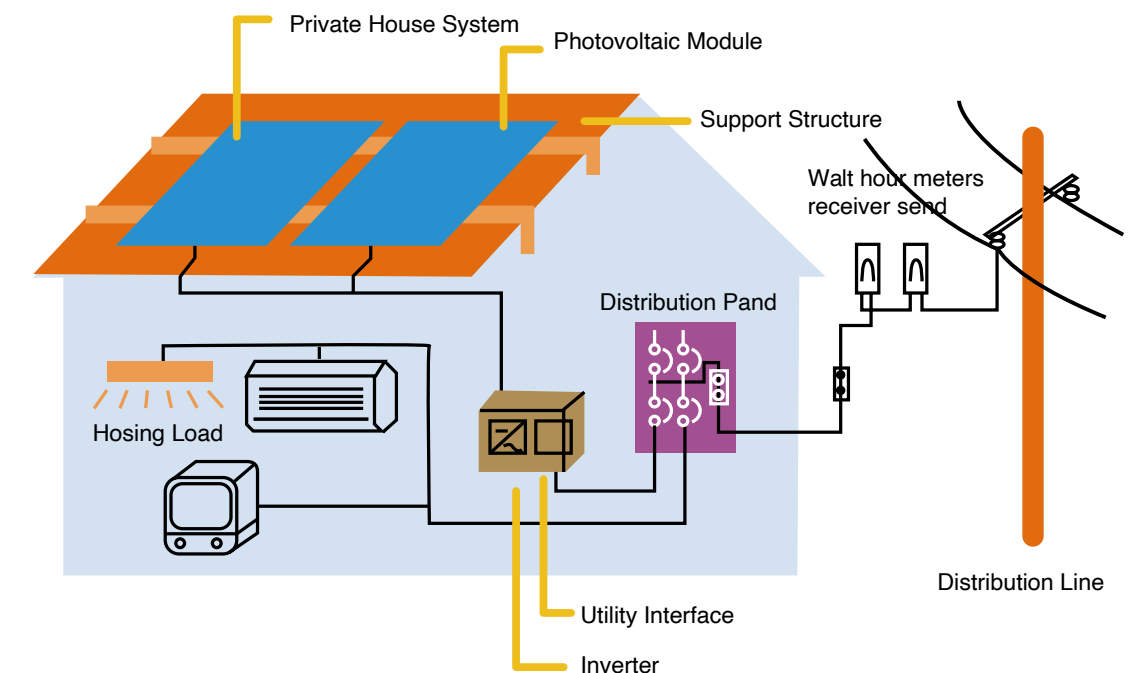 Private House System
Photovoltaic Module
Support Structure
Walt hour meters
receiver send
Distribution Pand
Hosing Load
Distribution Line
Utility Interface
Inverter